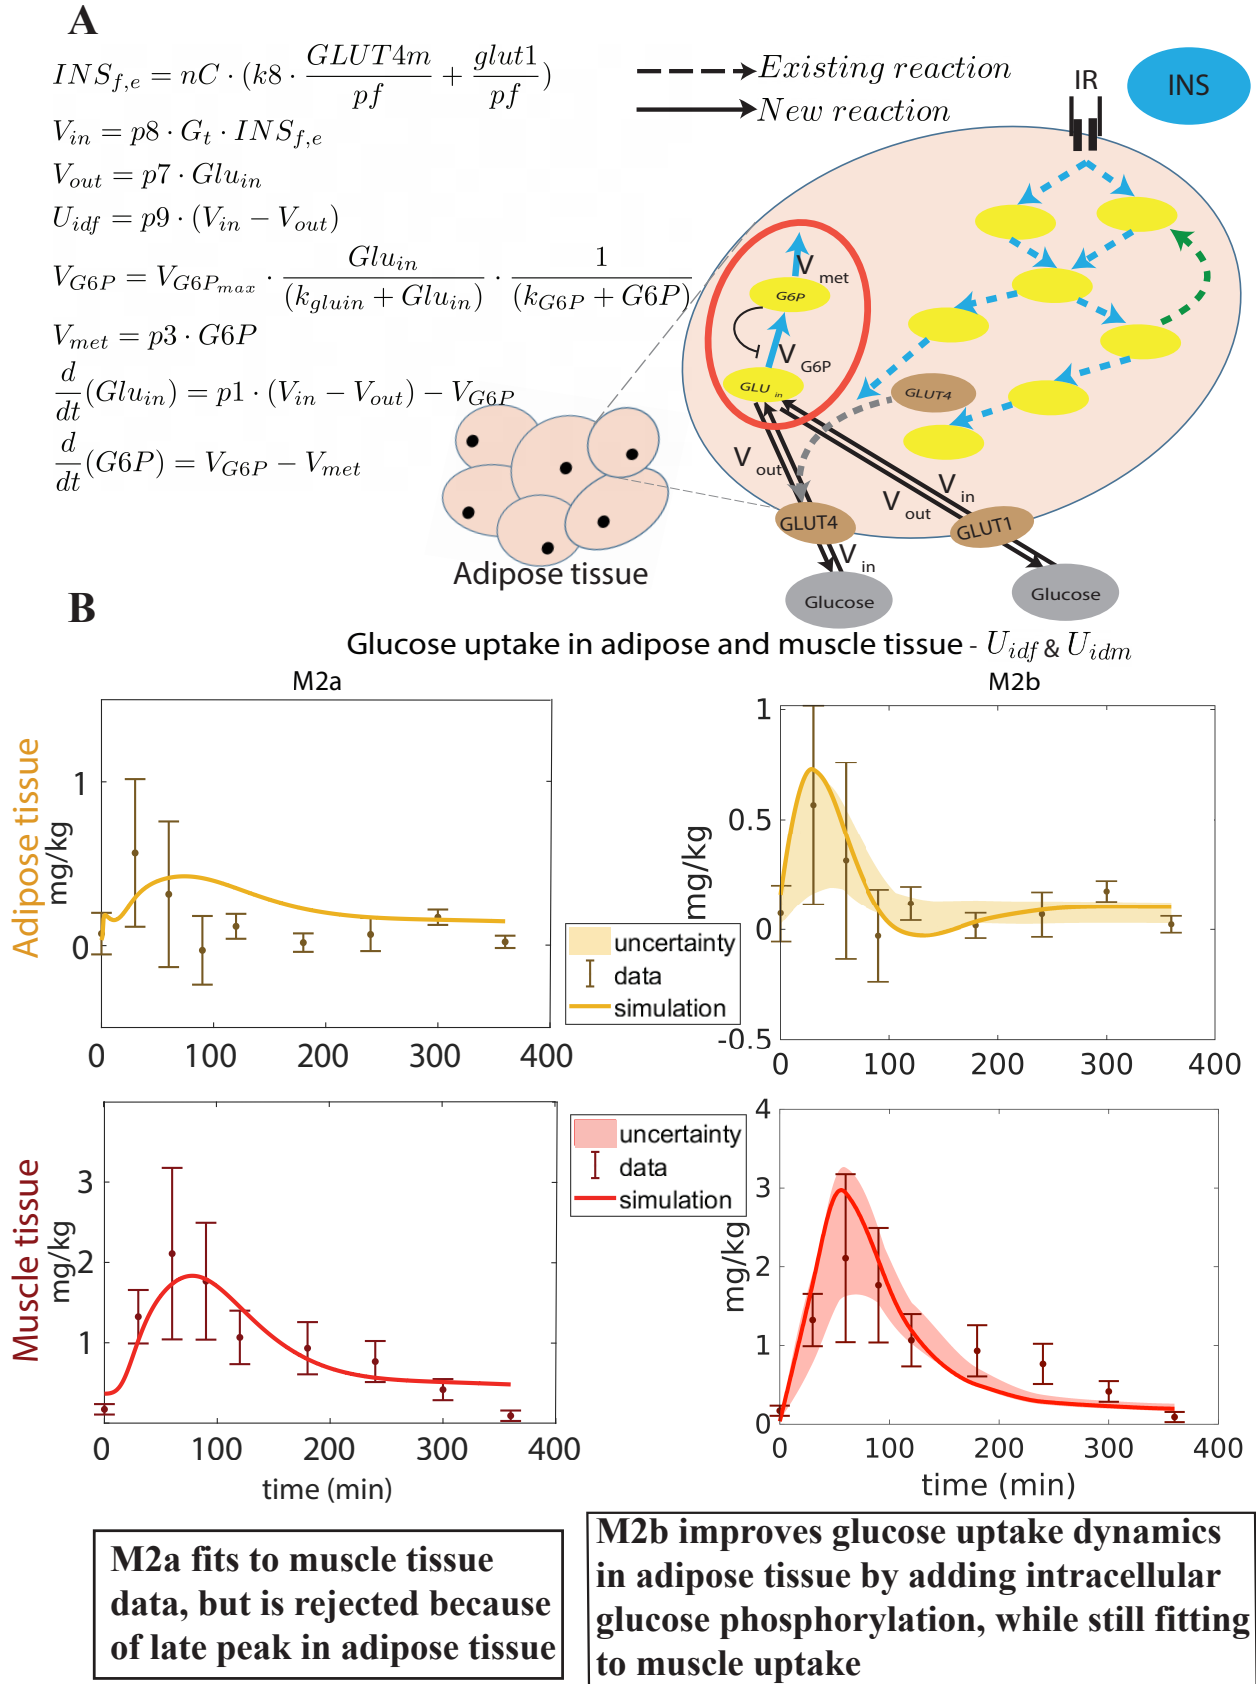 A
INS_{f,e} = nC · (k8 · GLUT4m/pf + glut1/pf)
V_{in} = p8 · G_t · INS_{f,e}
V_{out} = p7 · Glu_{in}
U_{idf} = p9 · (V_{in} − V_{out})
V_{G6P} = V_{G6P_{max}} · Glu_{in}/(k_{gluin} + Glu_{in}) · 1/(k_{G6P} + G6P)
V_{met} = p3 · G6P
d/dt(Glu_{in}) = p1 · (V_{in} − V_{out}) − V_{G6P}
d/dt(G6P) = V_{G6P} − V_{met}
Existing reaction
New reaction
IR
INS
V met
G6P
V G6P
GLU in
GLUT4
V out
V in
V out
GLUT4
GLUT1
V in
Glucose
Glucose
Adipose tissue
B
Glucose uptake in adipose and muscle tissue - U_{idf} & U_{idm}
M2a
M2b
Adipose tissue
mg/kg
1
0
0 100 200 300 400
uncertainty
data
simulation
mg/kg
1
0.5
0
-0.5
0 100 200 300 400
Muscle tissue
mg/kg
3
2
1
0 100 200 300 400
time (min)
uncertainty
data
simulation
mg/kg
4
3
2
1
0
0 100 200 300 400
time (min)
M2a fits to muscle tissue
data, but is rejected because
of late peak in adipose tissue
M2b improves glucose uptake dynamics
in adipose tissue by adding intracellular
glucose phosphorylation, while still fitting
to muscle uptake